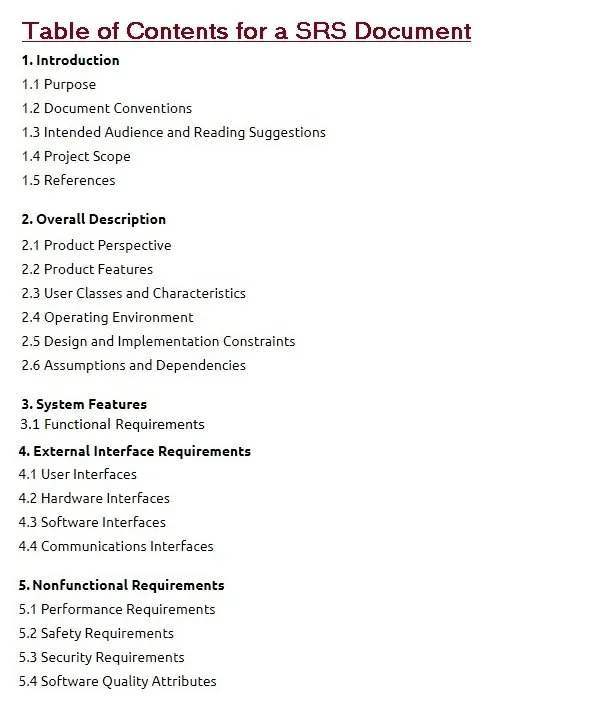 Table of Contents for a SRS Document
1. Introduction
1.1 Purpose
1.2 Document Conventions
1.3 Intended Audience and Reading Suggestions
1.4 Project Scope
1.5 References
2. Overall Description
2.1 Product Perspective
2.2 Product Features
2.3 User Classes and Characteristics
2.4 Operating Environment
2.5 Design and Implementation Constraints
2.6 Assumptions and Dependencies
3. System Features
3.1 Functional Requirements
4. External Interface Requirements
4.1 User Interfaces
4.2 Hardware Interfaces
4.3 Software Interfaces
4.4 Communications Interfaces
5. Nonfunctional Requirements
5.1 Performance Requirements
5.2 Safety Requirements
5.3 Security Requirements
5.4 Software Quality Attributes